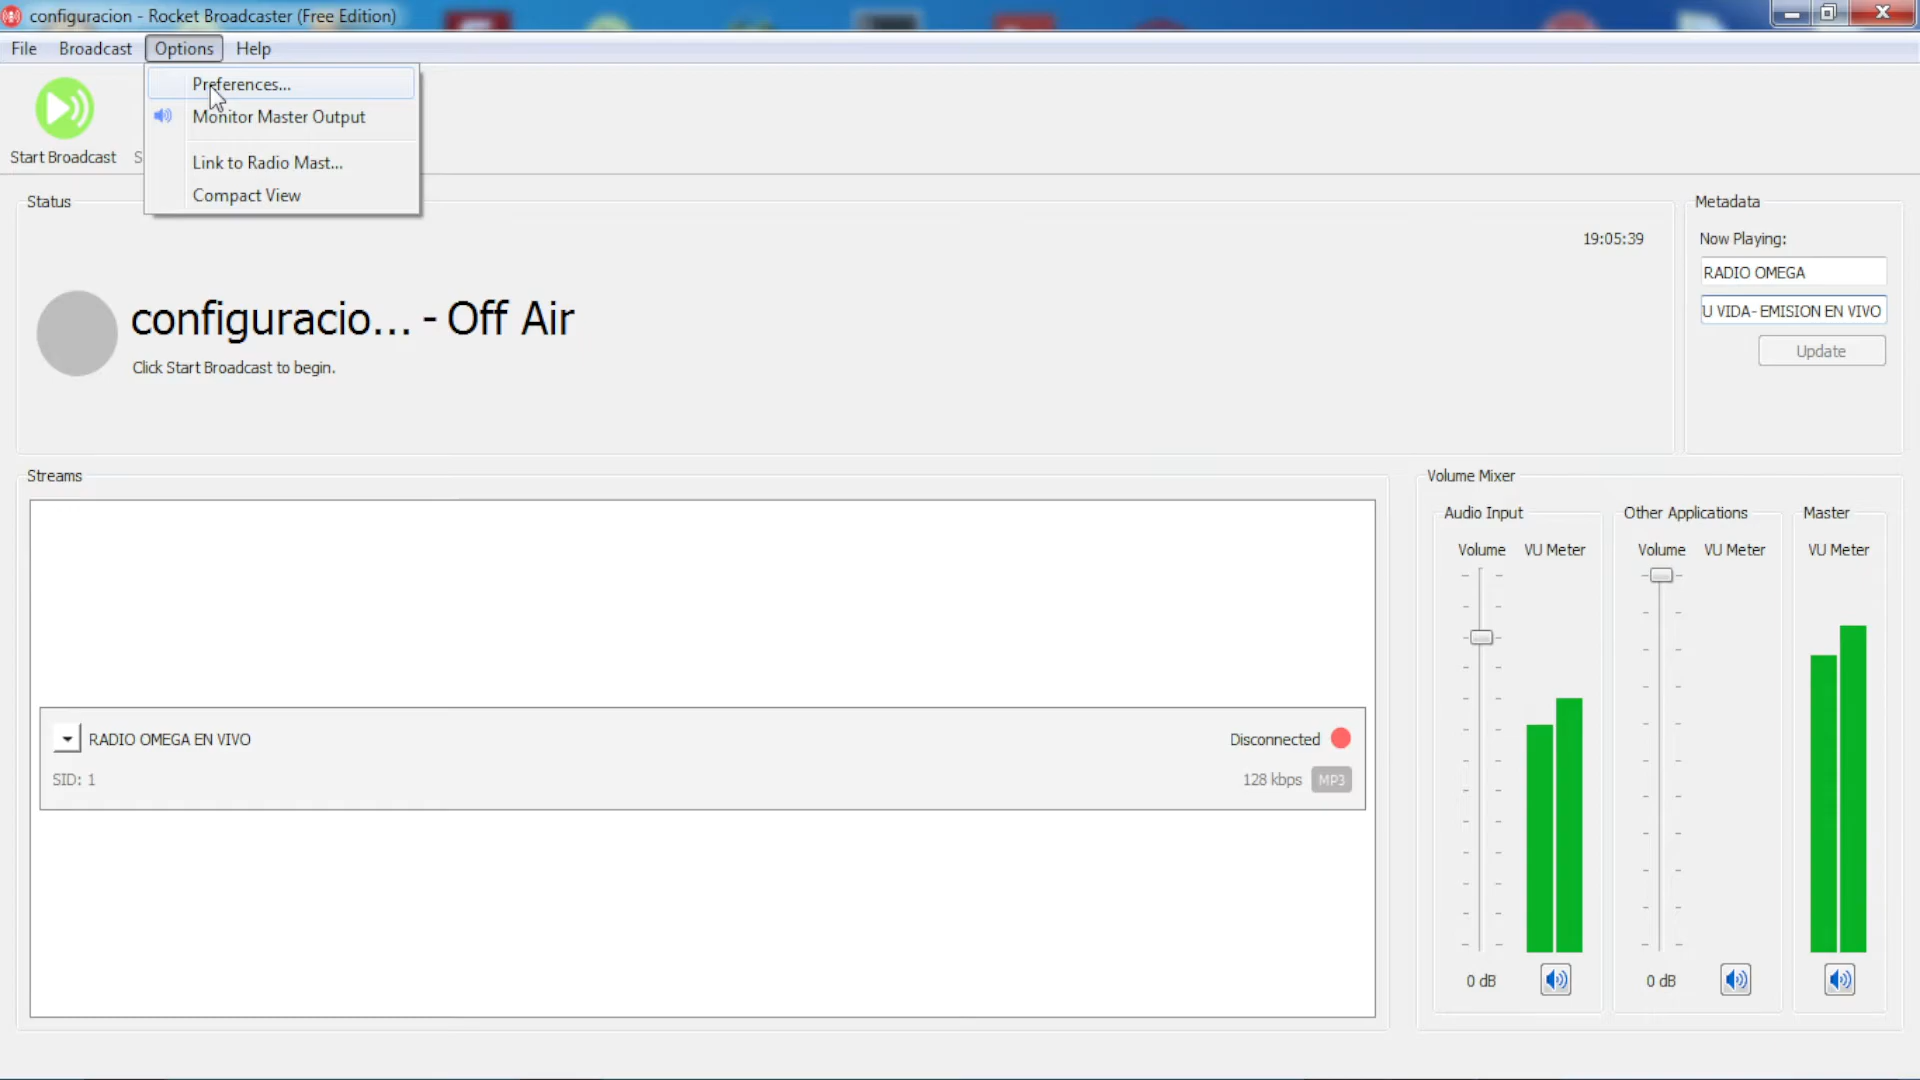 configuracion - Rocket Broadcaster (Free Edition)
File Broadcast Options Help
Preferences...
Monitor Master Output
Link to Radio Mast...
Compact View
Start Broadcast S
Status
19:05:39
configuracio... - Off Air
Click Start Broadcast to begin.
Metadata
Now Playing:
RADIO OMEGA
U VIDA- EMISION EN VIVO
Update
Streams
RADIO OMEGA EN VIVO
Disconnected
SID: 1
128 kbps MP3
Volume Mixer
Audio Input
Volume VU Meter
0 dB
Other Applications
Volume VU Meter
0 dB
Master
VU Meter